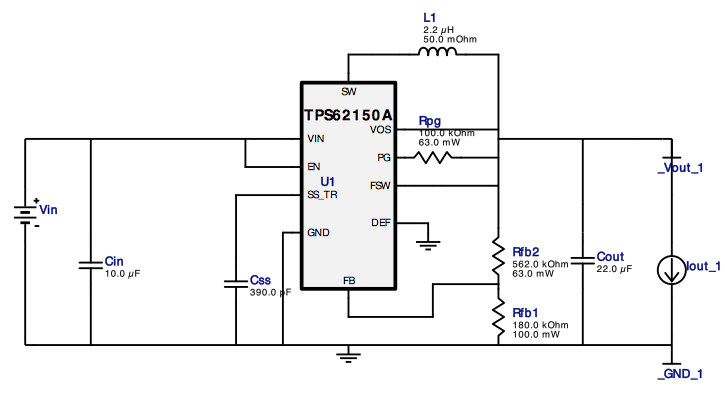 L1
2.2 µH
50.0 mOhm
SW
TPS62150A
VIN
VOS
Rpg
100.0 kOhm
63.0 mW
EN
PG
U1
SS_TR
FSW
GND
DEF
FB
_Vout_1
Vin
+
-
Cin
10.0 µF
Css
390.0 pF
Rfb2
562.0 kOhm
63.0 mW
Cout
22.0 µF
Iout_1
Rfb1
180.0 kOhm
100.0 mW
_GND_1